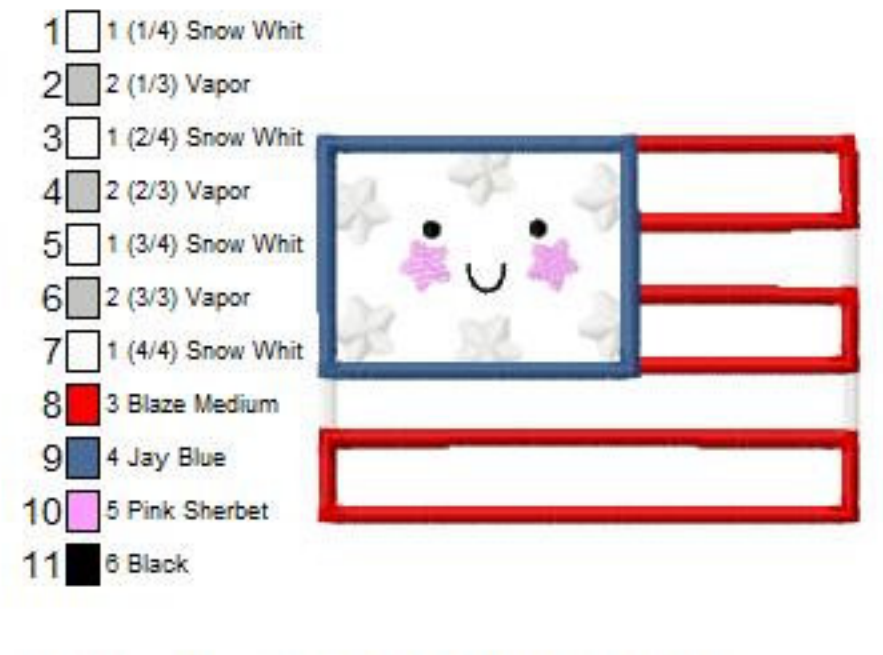 1 1 (1/4) Snow Whit
2 2 (1/3) Vapor
3 1 (2/4) Snow Whit
4 2 (2/3) Vapor
5 1 (3/4) Snow Whit
6 2 (3/3) Vapor
7 1 (4/4) Snow Whit
8 3 Blaze Medium
9 4 Jay Blue
10 5 Pink Sherbet
11 6 Black